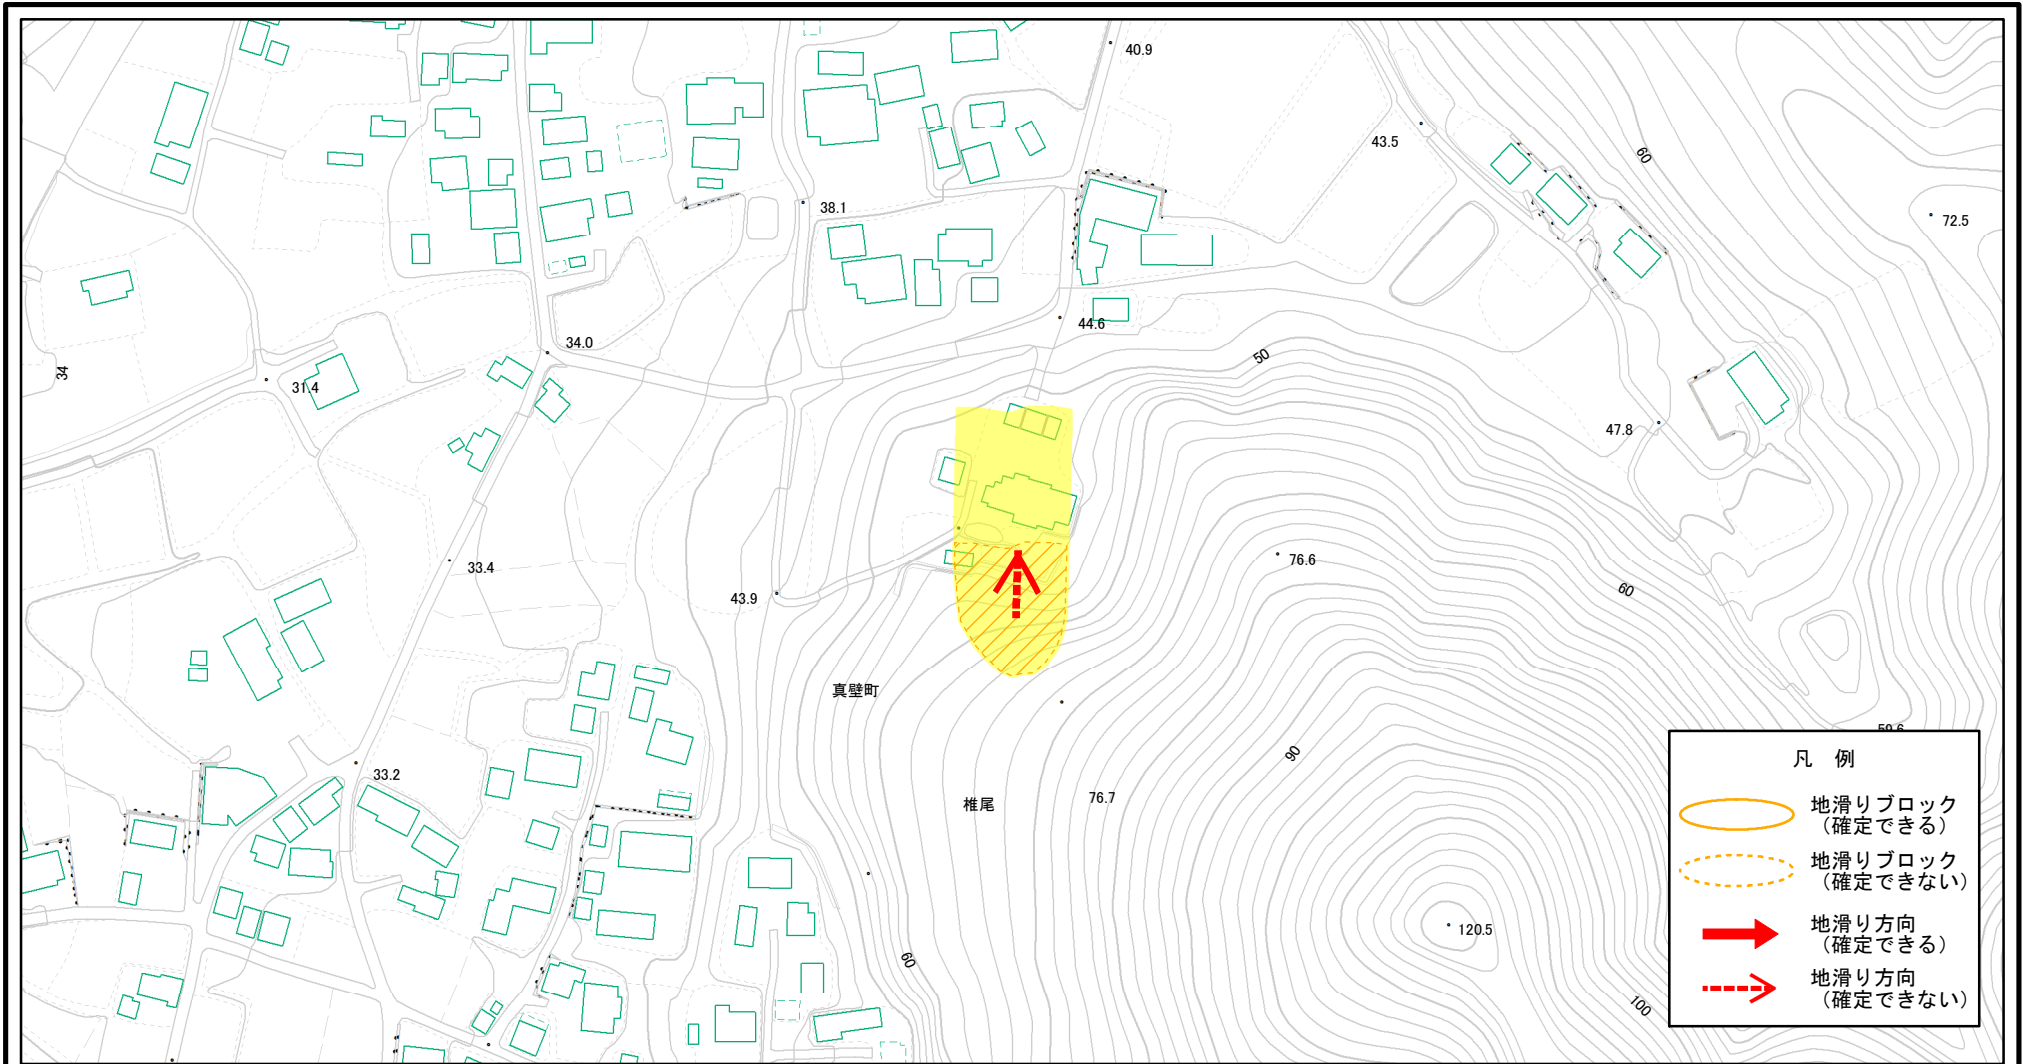 40.9
43.5
60
38.1
72.5
44.6
34.0
50
34
31.4
47.8
33.4
76.6
43.9
60
真壁町
59.6
33.2
90
椎尾
76.7
120.5
60
100
凡 例
地滑りブロック
（確定できる）
地滑りブロック
（確定できない）
地滑り方向
（確定できる）
地滑り方向
（確定できない）